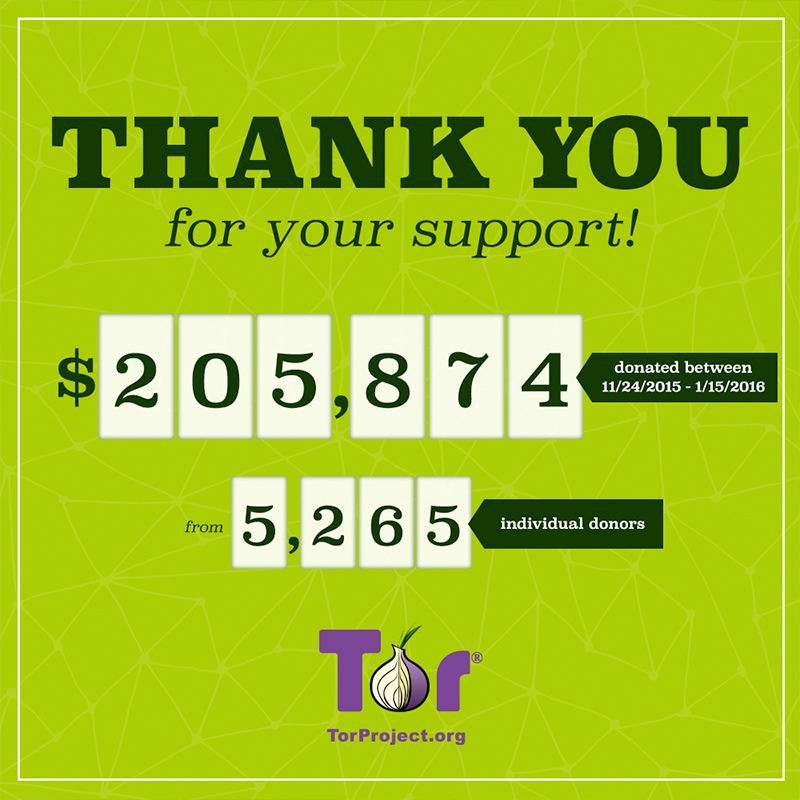 THANK YOU
for your support!
$205,874
donated between
11/24/2015 - 1/15/2016
from 5,265 individual donors
Tor®
TorProject.org